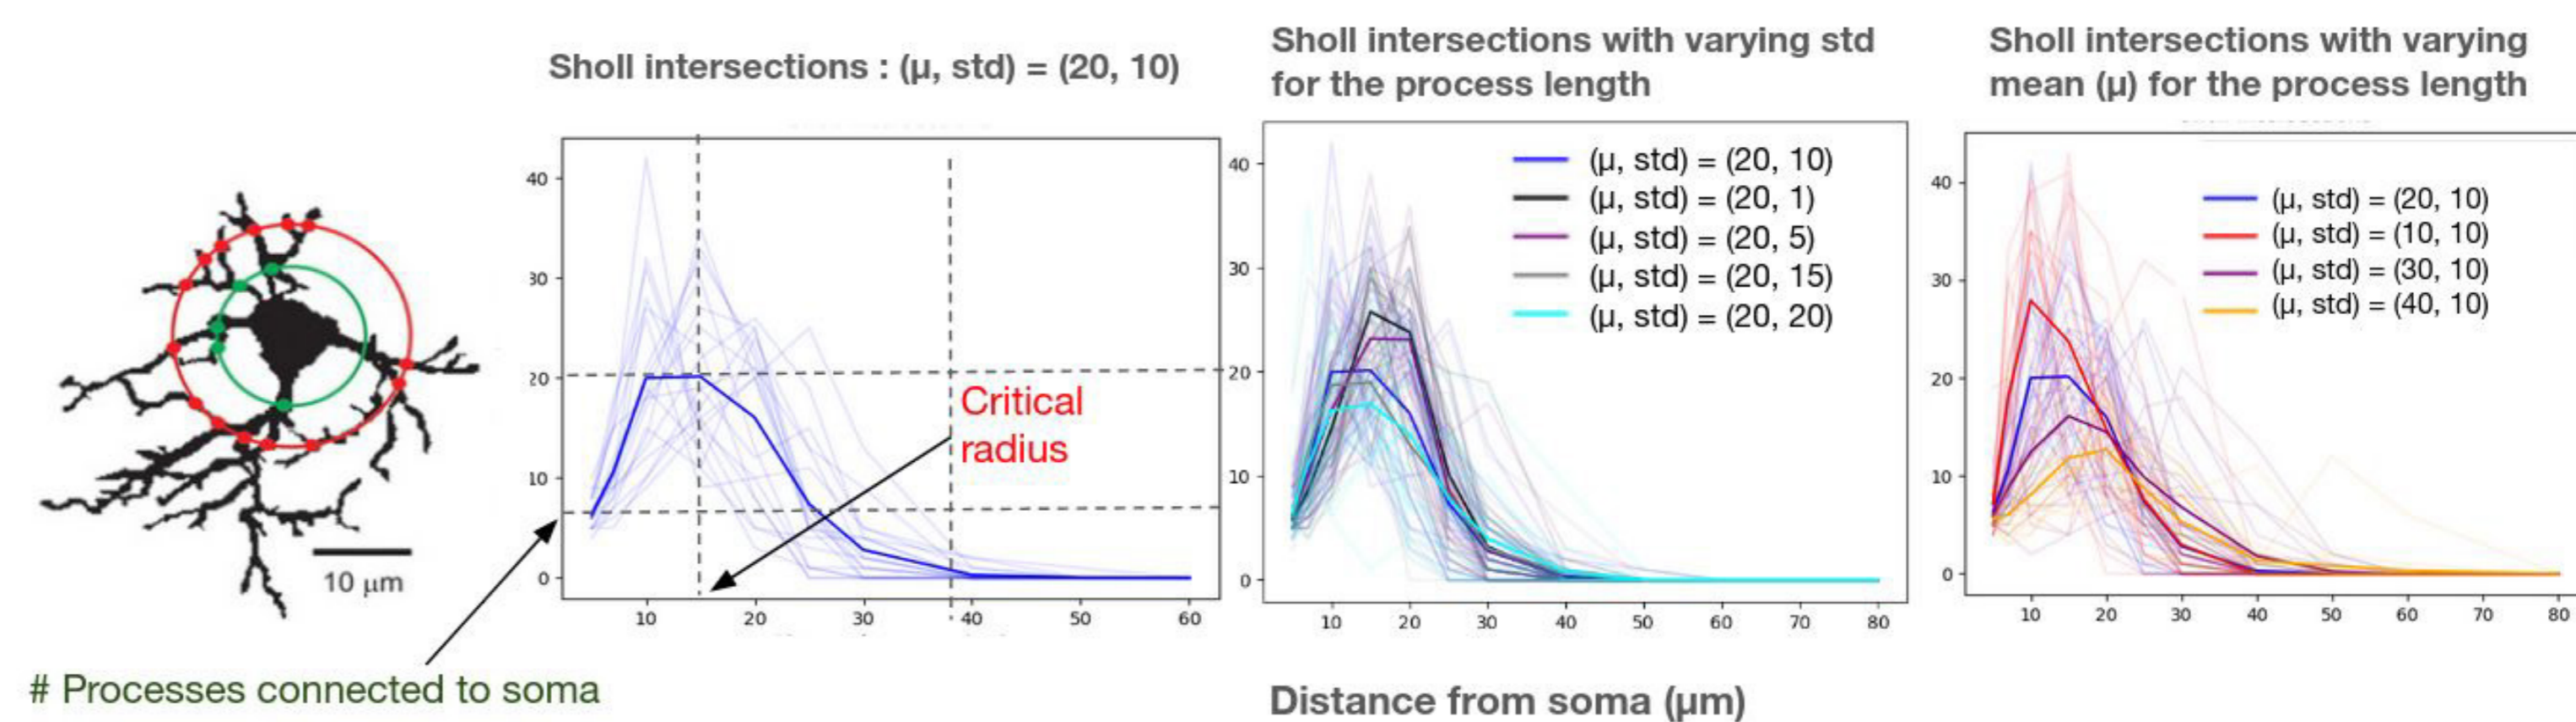 Sholl intersections : (μ, std) = (20, 10)
Sholl intersections with varying std
for the process length
Sholl intersections with varying
mean (μ) for the process length
10 μm
# Processes connected to soma
40
30
20
10
0
10 20 30 40 50 60
Critical
radius
40
30
20
10
0
10 20 30 40 50 60 70 80
(μ, std) = (20, 10)
(μ, std) = (20, 1)
(μ, std) = (20, 5)
(μ, std) = (20, 15)
(μ, std) = (20, 20)
40
30
20
10
0
10 20 30 40 50 60 70 80
(μ, std) = (20, 10)
(μ, std) = (10, 10)
(μ, std) = (30, 10)
(μ, std) = (40, 10)
Distance from soma (μm)